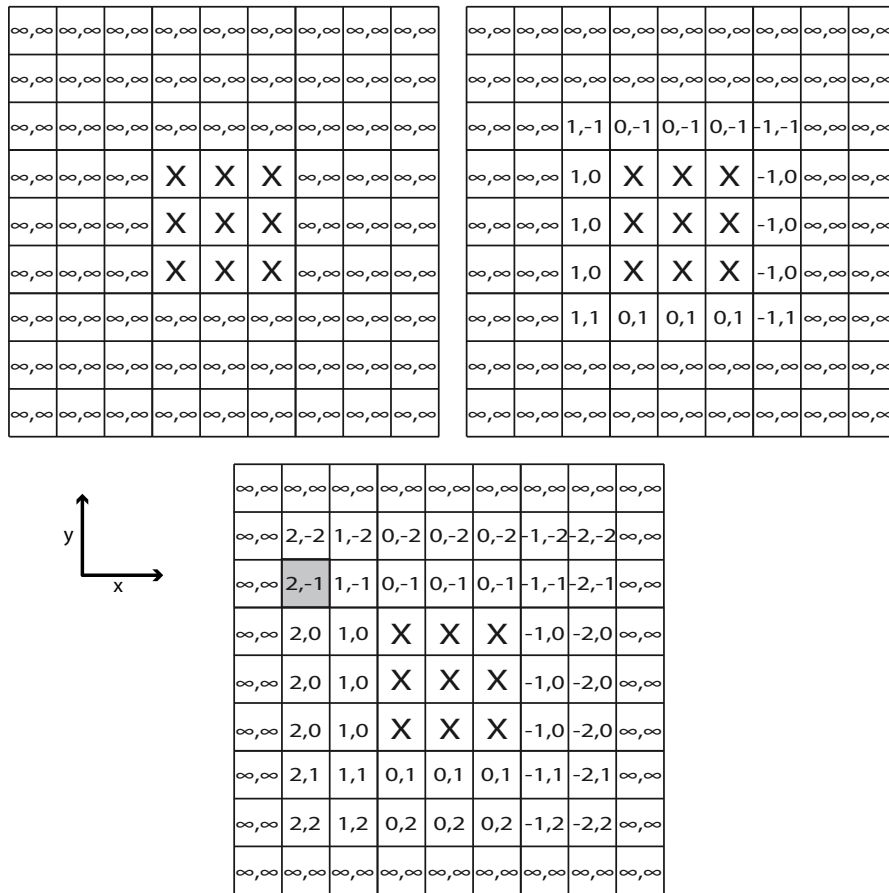 ∞,∞ ∞,∞ ∞,∞ ∞,∞ ∞,∞ ∞,∞ ∞,∞ ∞,∞ ∞,∞
∞,∞ ∞,∞ ∞,∞ ∞,∞ ∞,∞ ∞,∞ ∞,∞ ∞,∞ ∞,∞
∞,∞ ∞,∞ ∞,∞ ∞,∞ ∞,∞ ∞,∞ ∞,∞ ∞,∞ ∞,∞
∞,∞ ∞,∞ ∞,∞ X X X ∞,∞ ∞,∞ ∞,∞
∞,∞ ∞,∞ ∞,∞ X X X ∞,∞ ∞,∞ ∞,∞
∞,∞ ∞,∞ ∞,∞ X X X ∞,∞ ∞,∞ ∞,∞
∞,∞ ∞,∞ ∞,∞ ∞,∞ ∞,∞ ∞,∞ ∞,∞ ∞,∞ ∞,∞
∞,∞ ∞,∞ ∞,∞ ∞,∞ ∞,∞ ∞,∞ ∞,∞ ∞,∞ ∞,∞
∞,∞ ∞,∞ ∞,∞ ∞,∞ ∞,∞ ∞,∞ ∞,∞ ∞,∞ ∞,∞
∞,∞ ∞,∞ ∞,∞ ∞,∞ ∞,∞ ∞,∞ ∞,∞ ∞,∞ ∞,∞
∞,∞ ∞,∞ ∞,∞ ∞,∞ ∞,∞ ∞,∞ ∞,∞ ∞,∞ ∞,∞
∞,∞ ∞,∞ 1,-1 0,-1 0,-1 0,-1 -1,-1 ∞,∞ ∞,∞
∞,∞ ∞,∞ 1,0 X X X -1,0 ∞,∞ ∞,∞
∞,∞ ∞,∞ 1,0 X X X -1,0 ∞,∞ ∞,∞
∞,∞ ∞,∞ 1,0 X X X -1,0 ∞,∞ ∞,∞
∞,∞ ∞,∞ 1,1 0,1 0,1 0,1 -1,1 ∞,∞ ∞,∞
∞,∞ ∞,∞ ∞,∞ ∞,∞ ∞,∞ ∞,∞ ∞,∞ ∞,∞ ∞,∞
∞,∞ ∞,∞ ∞,∞ ∞,∞ ∞,∞ ∞,∞ ∞,∞ ∞,∞ ∞,∞
y
x
∞,∞ ∞,∞ ∞,∞ ∞,∞ ∞,∞ ∞,∞ ∞,∞ ∞,∞ ∞,∞
∞,∞ 2,-2 1,-2 0,-2 0,-2 0,-2 -1,-2 -2,-2 ∞,∞
∞,∞ 2,-1 1,-1 0,-1 0,-1 0,-1 -1,-1 -2,-1 ∞,∞
∞,∞ 2,0 1,0 X X X -1,0 -2,0 ∞,∞
∞,∞ 2,0 1,0 X X X -1,0 -2,0 ∞,∞
∞,∞ 2,0 1,0 X X X -1,0 -2,0 ∞,∞
∞,∞ 2,1 1,1 0,1 0,1 0,1 -1,1 -2,1 ∞,∞
∞,∞ 2,2 1,2 0,2 0,2 0,2 -1,2 -2,2 ∞,∞
∞,∞ ∞,∞ ∞,∞ ∞,∞ ∞,∞ ∞,∞ ∞,∞ ∞,∞ ∞,∞